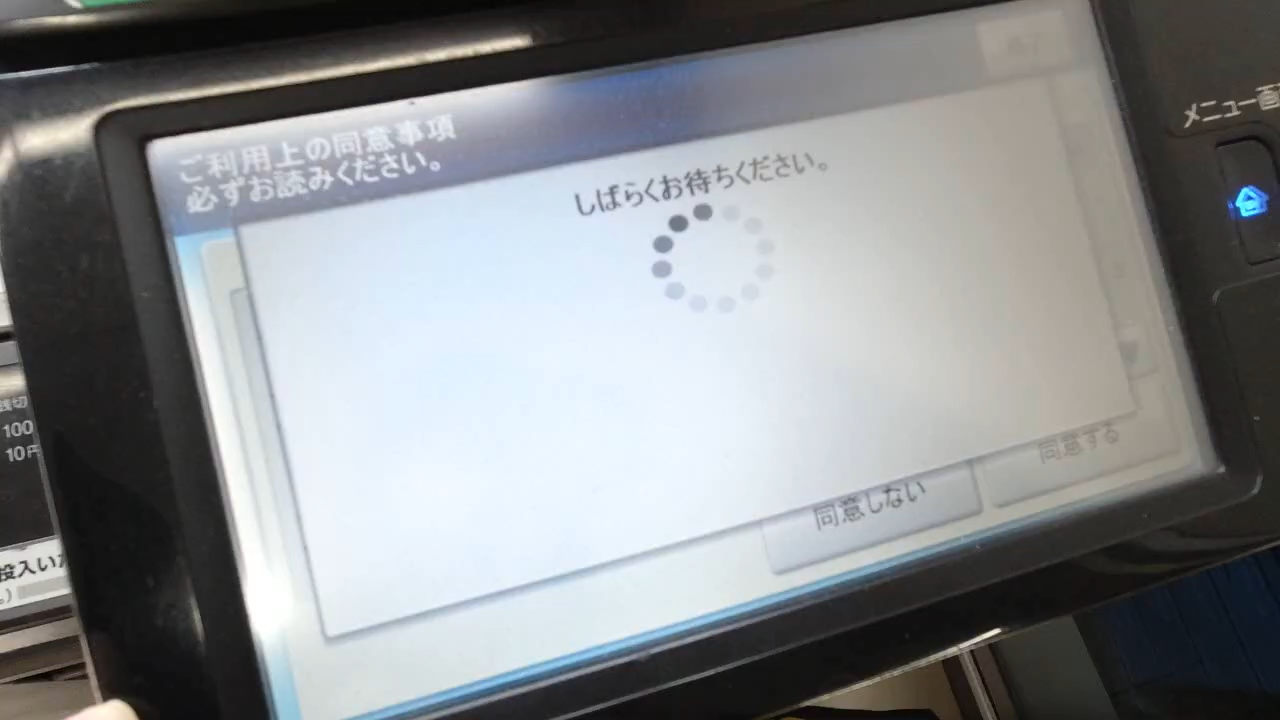 ご利用上の同意事項
必ずお読みください。
メニュー画
しばらくお待ちください。
100
10円
同意する
同意しない
投入いた